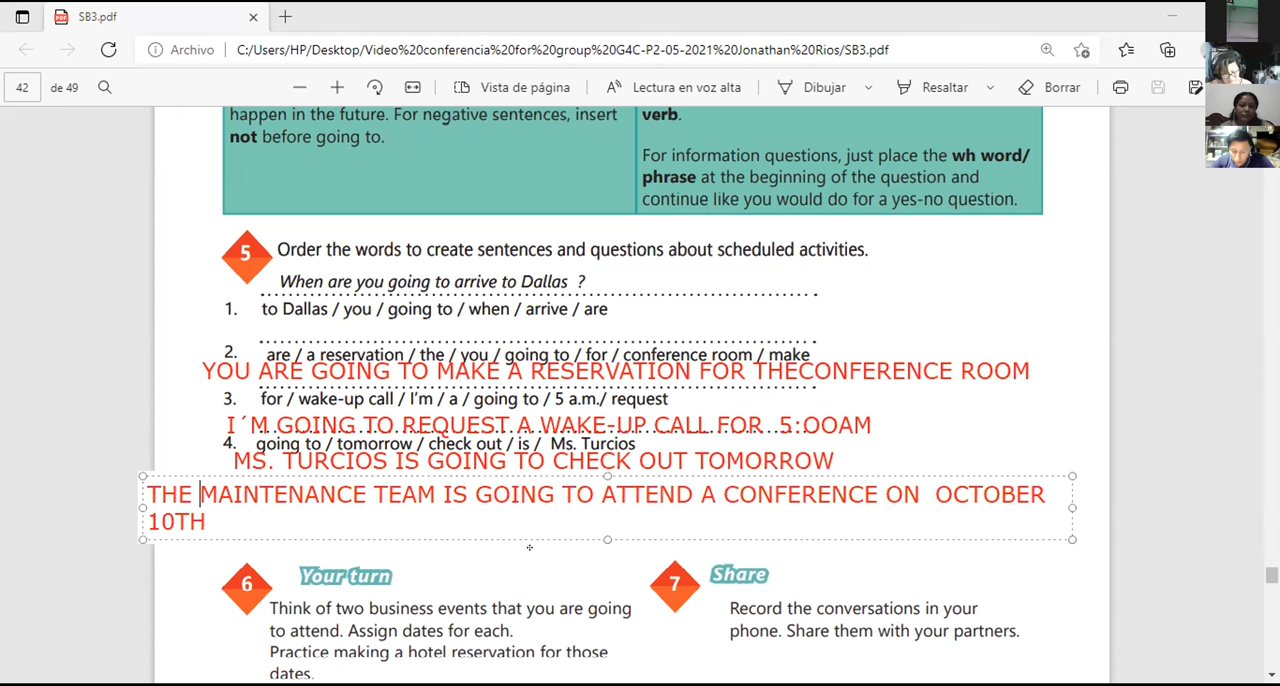 SB3.pdf
Archivo C:/Users/HP/Desktop/Video%20conferencia%20for%20group%20G4C-P2-05-2021%20Jonathan%20Rios/SB3.pdf
42 de 49 Vista de página Lectura en voz alta Dibujar Resaltar Borrar
happen in the future. For negative sentences, insert
not before going to.
verb.
For information questions, just place the wh word/
phrase at the beginning of the question and
continue like you would do for a yes-no question.
5 Order the words to create sentences and questions about scheduled activities.
When are you going to arrive to Dallas ?
1. to Dallas / you / going to / when / arrive / are
2. are / a reservation / the / you / going to / for / conference room / make
YOU ARE GOING TO MAKE A RESERVATION FOR THECONFERENCE ROOM
3. for / wake-up call / I'm / a / going to / 5 a.m./ request
I´M GOING TO REQUEST A WAKE-UP CALL FOR 5:OOAM
4. going to / tomorrow / check out / is / Ms. Turcios
MS. TURCIOS IS GOING TO CHECK OUT TOMORROW
THE MAINTENANCE TEAM IS GOING TO ATTEND A CONFERENCE ON OCTOBER
10TH
6 Your turn
Think of two business events that you are going
to attend. Assign dates for each.
Practice making a hotel reservation for those
dates.
7 Share
Record the conversations in your
phone. Share them with your partners.